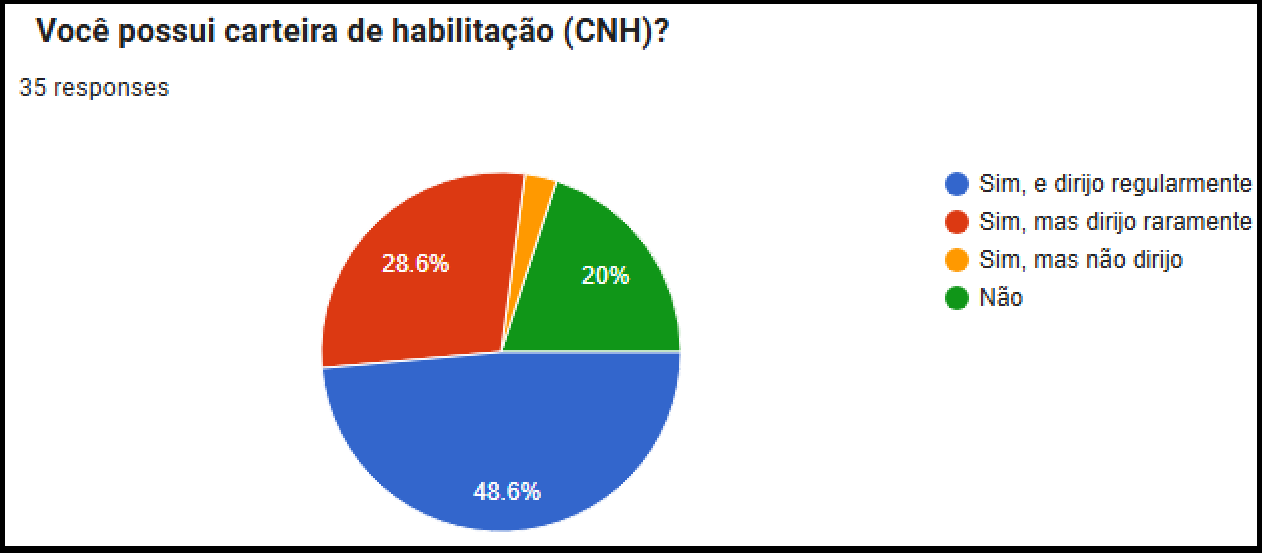 Você possui carteira de habilitação (CNH)?
35 responses
Sim, e dirijo regularmente
Sim, mas dirijo raramente
Sim, mas não dirijo
Não
28.6%
20%
48.6%